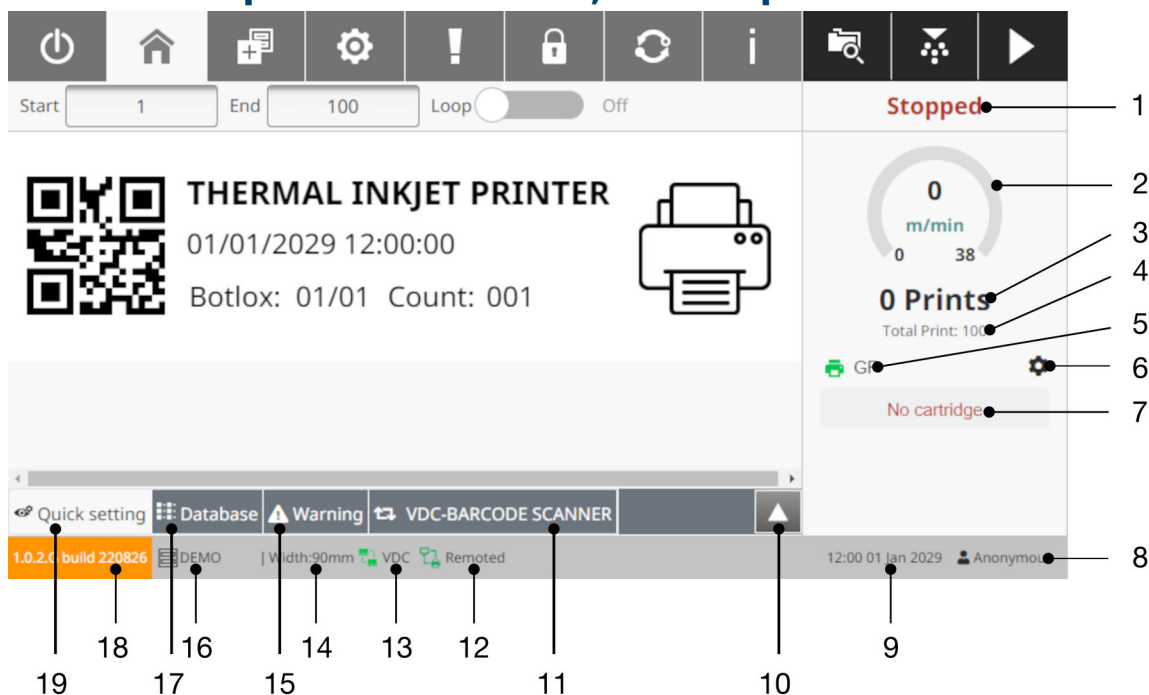 Start 1 End 100 Loop Off
Stopped 1
THERMAL INKJET PRINTER
01/01/2029 12:00:00
Botlox: 01/01 Count: 001
0
m/min
0 38
2
0 Prints
3
Total Print: 100
4
5
6
No cartridge
7
Quick setting Database Warning VDC-BARCODE SCANNER
DEMO | Width:90mm VDC Remoted 12:00 01 Jan 2029 8
18 16 14 13 12 9
19 17 15 11 10